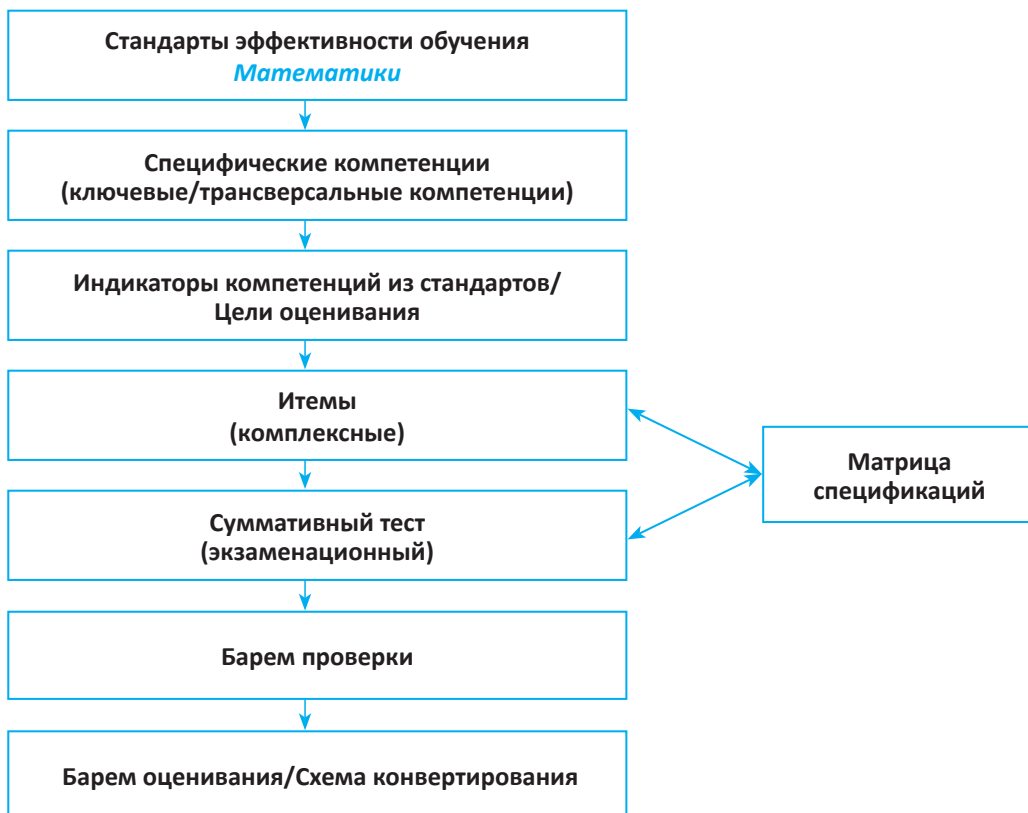 Стандарты эффективности обучения
Математики
Специфические компетенции
(ключевые/трансверсальные компетенции)
Индикаторы компетенций из стандартов/
Цели оценивания
Итемы
(комплексные)
Матрица
спецификаций
Суммативный тест
(экзаменационный)
Барем проверки
Барем оценивания/Схема конвертирования